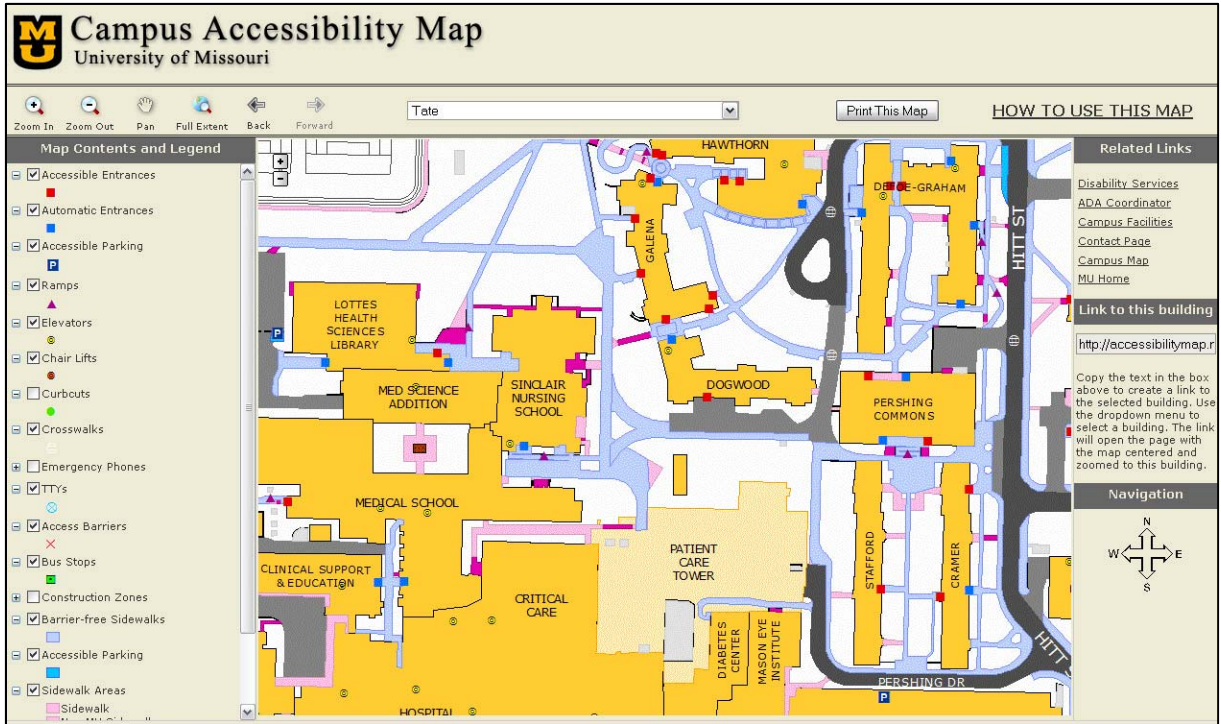 Campus Accessibility Map
University of Missouri
Zoom In
Zoom Out
Pan
Full Extent
Back
Forward
Tate
Print This Map
HOW TO USE THIS MAP
Map Contents and Legend
Accessible Entrances
Automatic Entrances
Accessible Parking
P
Ramps
Elevators
Chair Lifts
Curbcuts
Crosswalks
Emergency Phones
TTYs
Access Barriers
Bus Stops
Construction Zones
Barrier-free Sidewalks
Accessible Parking
Sidewalk Areas
Sidewalk
HAWTHORN
DEFOE-GRAHAM
GALENA
HITT ST
LOTTES
HEALTH
SCIENCES
LIBRARY
P
MED SCIENCE
ADDITION
SINCLAIR
NURSING
SCHOOL
DOGWOOD
PERSHING
COMMONS
MEDICAL SCHOOL
CLINICAL SUPPORT
& EDUCATION
CRITICAL
CARE
PATIENT
CARE
TOWER
STAFFORD
CRAMER
DIABETES
CENTER
MASON EYE
INSTITUTE
HITT
PERSHING DR
P
HOSPITAL
Related Links
Disability Services
ADA Coordinator
Campus Facilities
Contact Page
Campus Map
MU Home
Link to this building
http://accessibilitymap.r
Copy the text in the box
above to create a link to
the selected building. Use
the dropdown menu to
select a building. The link
will open the page with
the map centered and
zoomed to this building.
Navigation
N
W
E
S